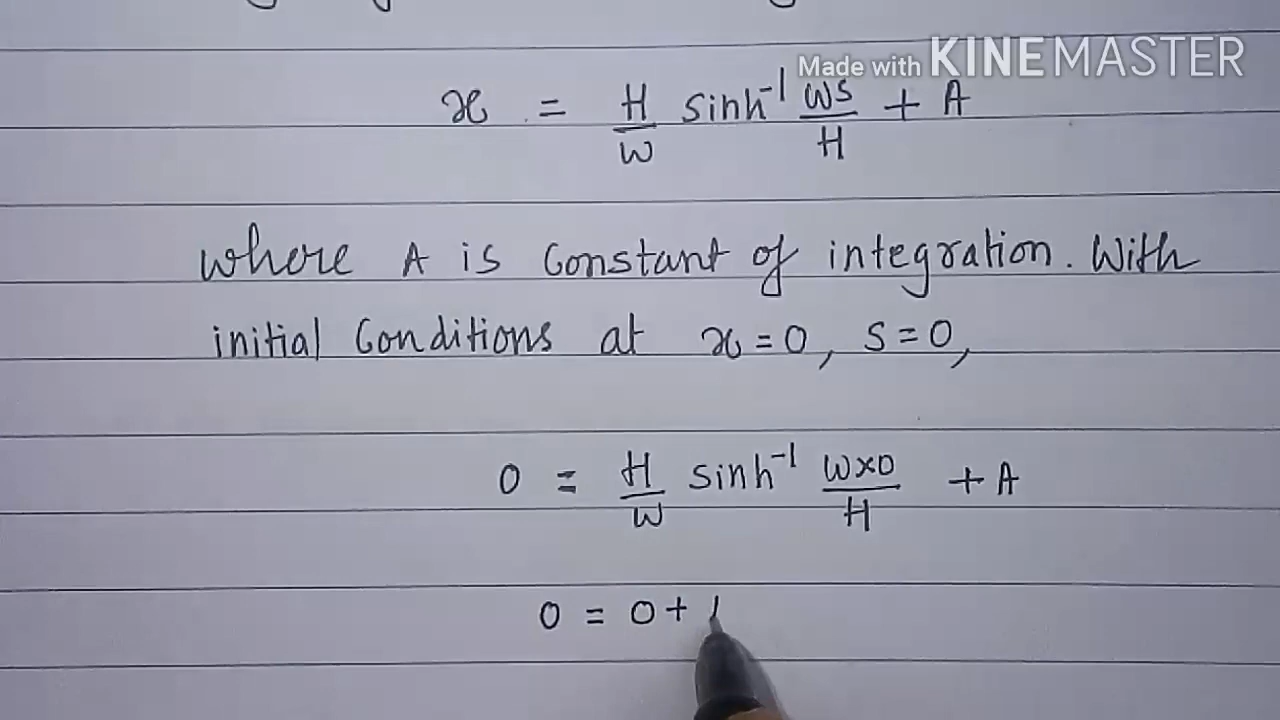 Made with KINEMASTER
x = H/w sinh⁻¹ ws/H + A
where A is Constant of integration. With
initial Conditions at x=0, s=0,
0 = H/w sinh⁻¹ w×0/H + A
0 = 0 +